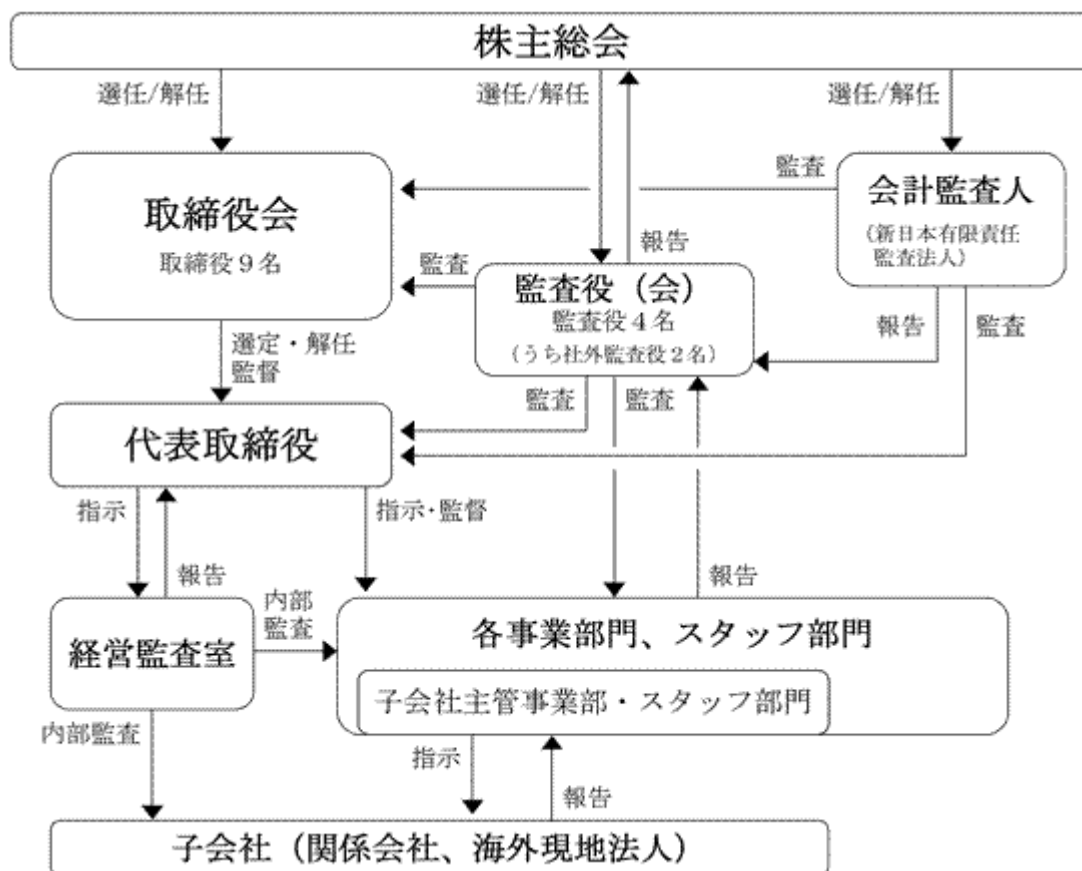 株主総会
選任/解任
選任/解任
選任/解任
取締役会
取締役9名
監査
会計監査人
(新日本有限責任
監査法人)
報告
監査
監査役（会）
監査役4名
（うち社外監査役2名）
報告
監査
選定・解任
監督
監査
監査
代表取締役
指示
指示・監督
報告
報告
内部
監査
経営監査室
各事業部門、スタッフ部門
子会社主管事業部・スタッフ部門
内部監査
指示
報告
子会社（関係会社、海外現地法人）